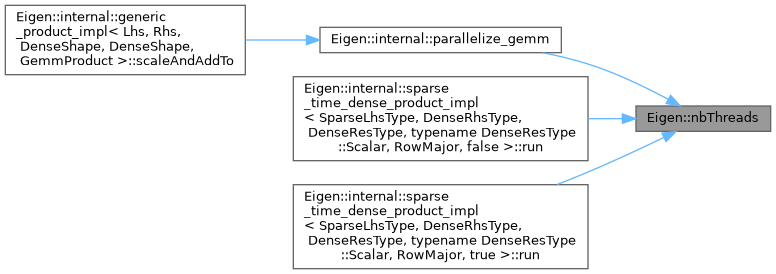 Eigen::internal::generic
_product_impl< Lhs, Rhs,
DenseShape, DenseShape,
GemmProduct >::scaleAndAddTo
Eigen::internal::parallelize_gemm
Eigen::internal::sparse
_time_dense_product_impl
< SparseLhsType, DenseRhsType,
DenseResType, typename DenseResType
::Scalar, RowMajor, false >::run
Eigen::nbThreads
Eigen::internal::sparse
_time_dense_product_impl
< SparseLhsType, DenseRhsType,
DenseResType, typename DenseResType
::Scalar, RowMajor, true >::run